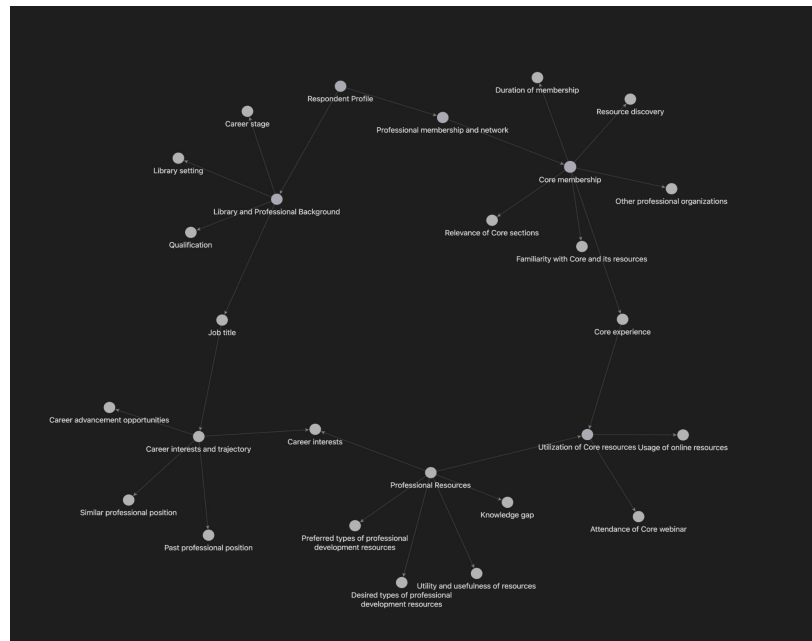 Duration of membership
Respondent Profile
Resource discovery
Career stage
Professional membership and network
Library setting
Core membership
Other professional organizations
Library and Professional Background
Relevance of Core sections
Qualification
Familiarity with Core and its resources
Job title
Core experience
Career advancement opportunities
Career interests and trajectory
Career interests
Utilization of Core resources
Usage of online resources
Professional Resources
Similar professional position
Knowledge gap
Attendance of Core webinar
Past professional position
Preferred types of professional
development resources
Utility and usefulness of resources
Desired types of professional
development resources